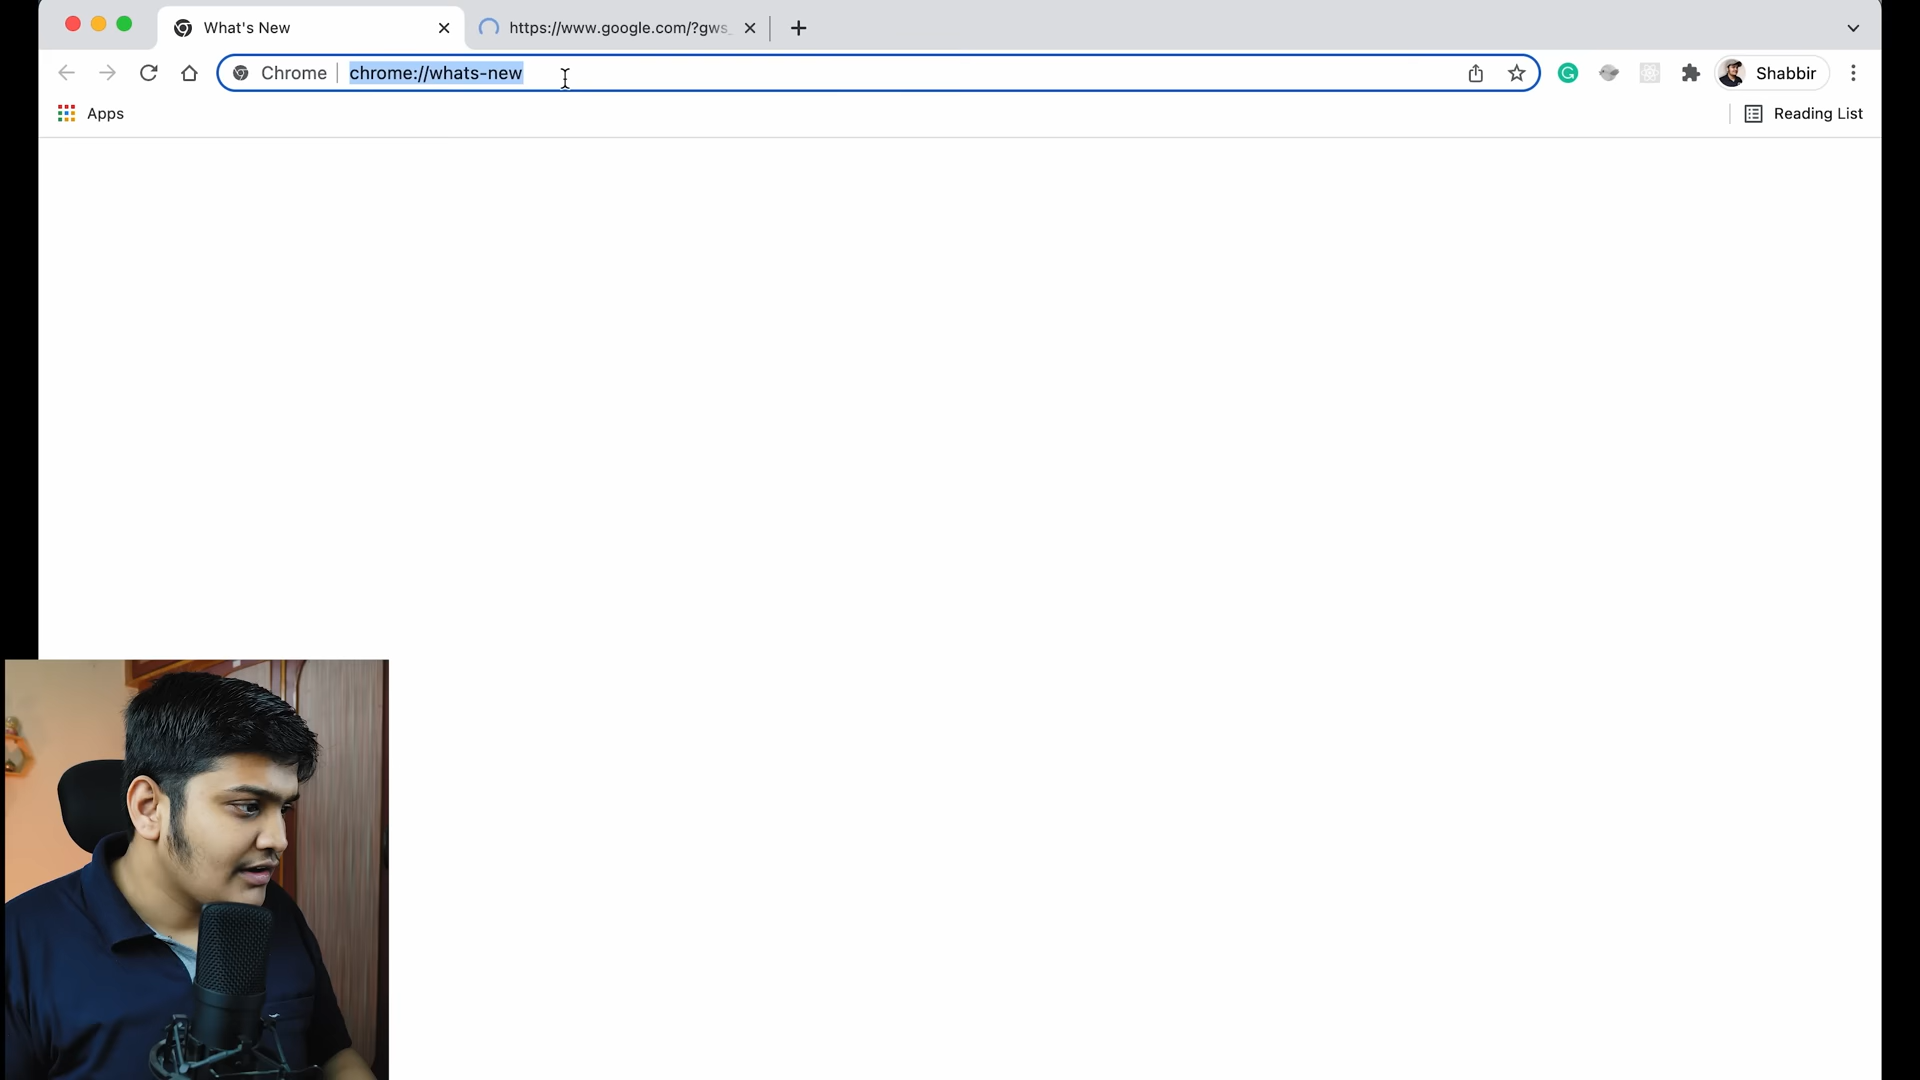 What's New
https://www.google.com/?gws_
Chrome
chrome://whats-new
Shabbir
Apps
Reading List